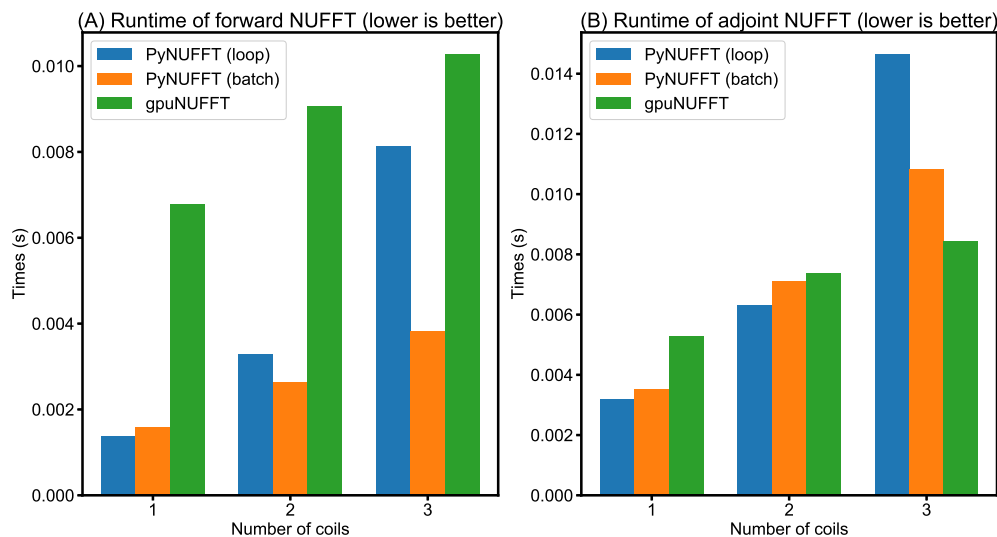 (A) Runtime of forward NUFFT (lower is better)
PyNUFFT (loop)
PyNUFFT (batch)
gpuNUFFT
0.010
0.008
0.006
0.004
0.002
0.000
Times (s)
1 2 3
Number of coils
(B) Runtime of adjoint NUFFT (lower is better)
PyNUFFT (loop)
PyNUFFT (batch)
gpuNUFFT
0.014
0.012
0.010
0.008
0.006
0.004
0.002
0.000
Times (s)
1 2 3
Number of coils